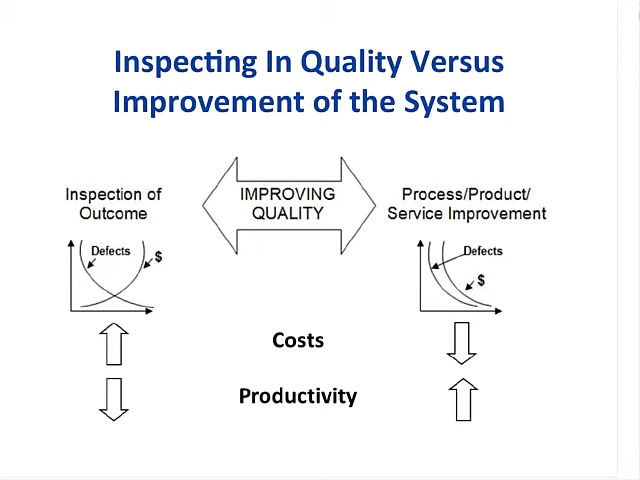 Inspecting In Quality Versus
Improvement of the System
Inspection of
Outcome
IMPROVING
QUALITY
Process/Product/
Service Improvement
Defects
$
Defects
$
Costs
Productivity